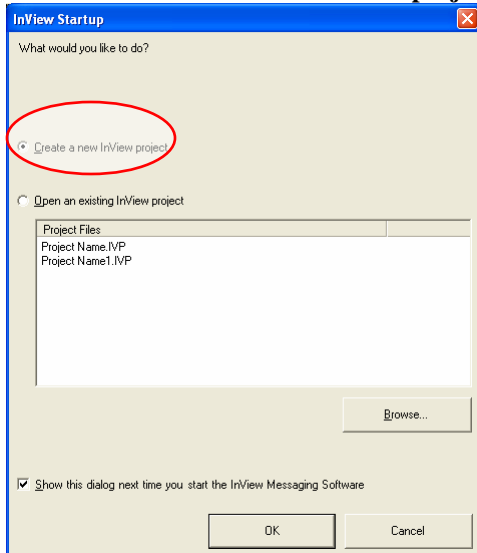 InView Startup
What would you like to do?
Create a new InView project
Open an existing InView project
Project Files
Project Name.IVP
Project Name1.IVP
Browse...
Show this dialog next time you start the InView Messaging Software
OK
Cancel